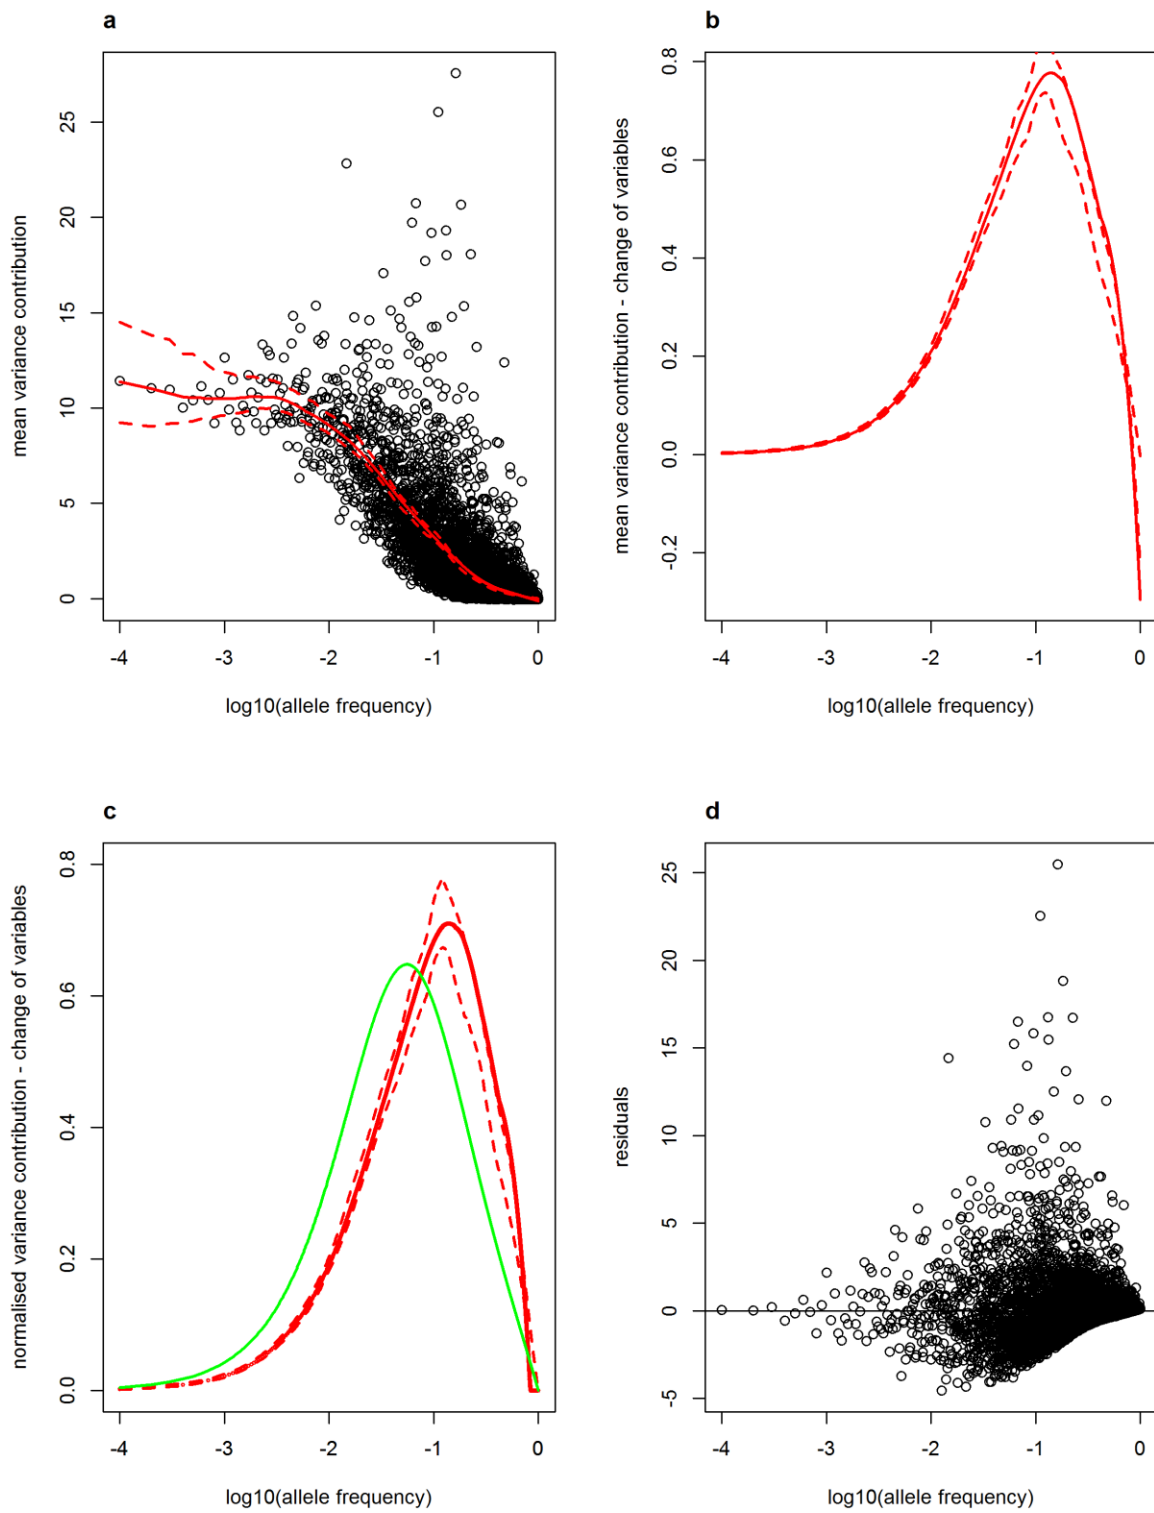 a
mean variance contribution
25
20
15
10
5
0
-4 -3 -2 -1 0
log10(allele frequency)
b
mean variance contribution - change of variables
0.8
0.6
0.4
0.2
0.0
-0.2
-4 -3 -2 -1 0
log10(allele frequency)
c
normalised variance contribution - change of variables
0.8
0.6
0.4
0.2
0.0
-4 -3 -2 -1 0
log10(allele frequency)
d
residuals
25
20
15
10
5
0
-5
-4 -3 -2 -1 0
log10(allele frequency)